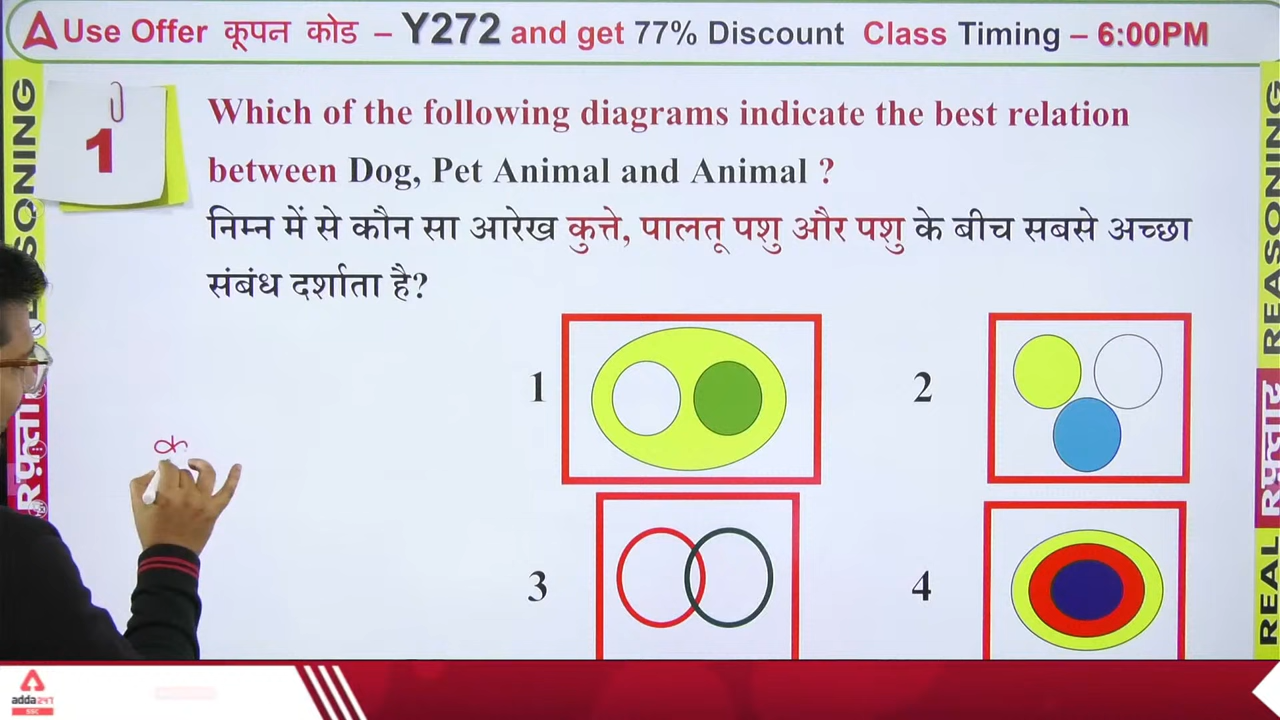 Use Offer कूपन कोड – Y272 and get 77% Discount Class Timing – 6:00PM
1
Which of the following diagrams indicate the best relation
between Dog, Pet Animal and Animal ?
निम्न में से कौन सा आरेख कुत्ते, पालतू पशु और पशु के बीच सबसे अच्छा
संबंध दर्शाता है?
1
2
3
4
REASONING
REAL
adda247
SSC